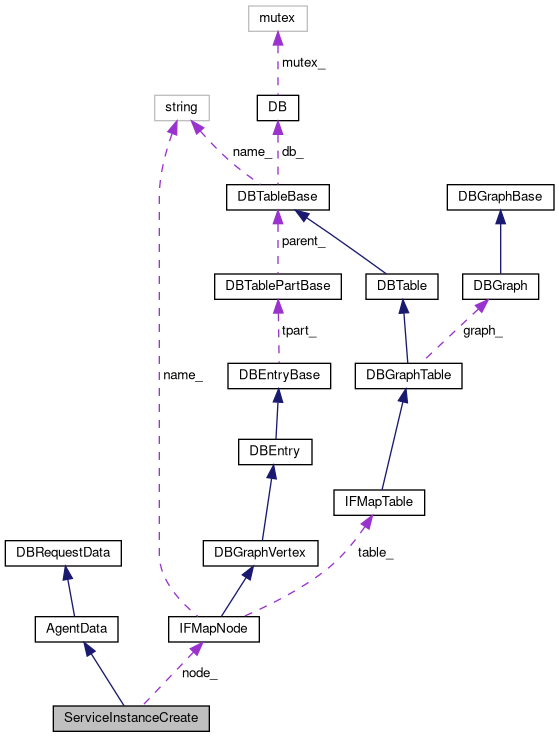 mutex
mutex_
string
DB
name_
db_
DBTableBase
DBGraphBase
parent_
DBTablePartBase
DBTable
DBGraph
tpart_
graph_
name_
DBEntryBase
DBGraphTable
DBEntry
IFMapTable
DBRequestData
DBGraphVertex
table_
AgentData
IFMapNode
node_
ServiceInstanceCreate